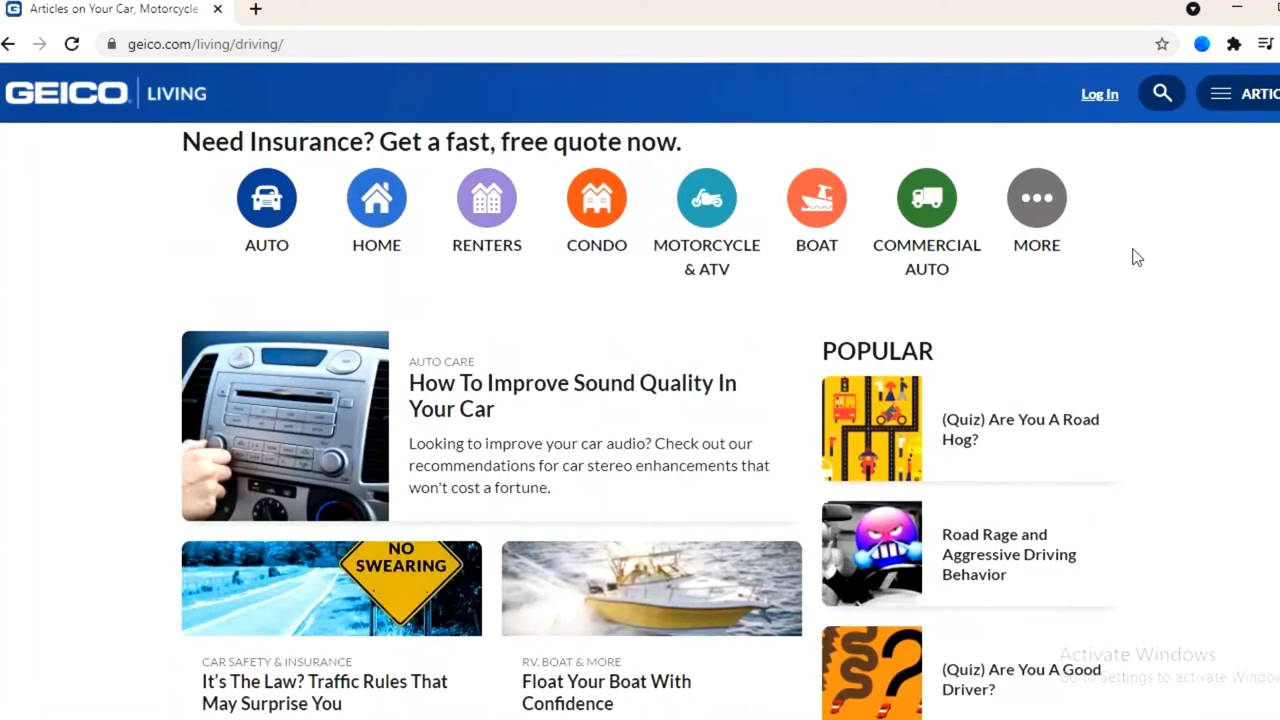 Articles on Your Car, Motorcycle
geico.com/living/driving/
GEICO LIVING
Log In
Need Insurance? Get a fast, free quote now.
AUTO
HOME
RENTERS
CONDO
MOTORCYCLE
& ATV
BOAT
COMMERCIAL
AUTO
MORE
AUTO CARE
How To Improve Sound Quality In
Your Car
Looking to improve your car audio? Check out our
recommendations for car stereo enhancements that
won't cost a fortune.
NO
SWEARING
CAR SAFETY & INSURANCE
It's The Law? Traffic Rules That
May Surprise You
RV, BOAT & MORE
Float Your Boat With
Confidence
POPULAR
(Quiz) Are You A Road
Hog?
Road Rage and
Aggressive Driving
Behavior
(Quiz) Are You A Good
Driver?
Activate Windows
Go to Settings to activate